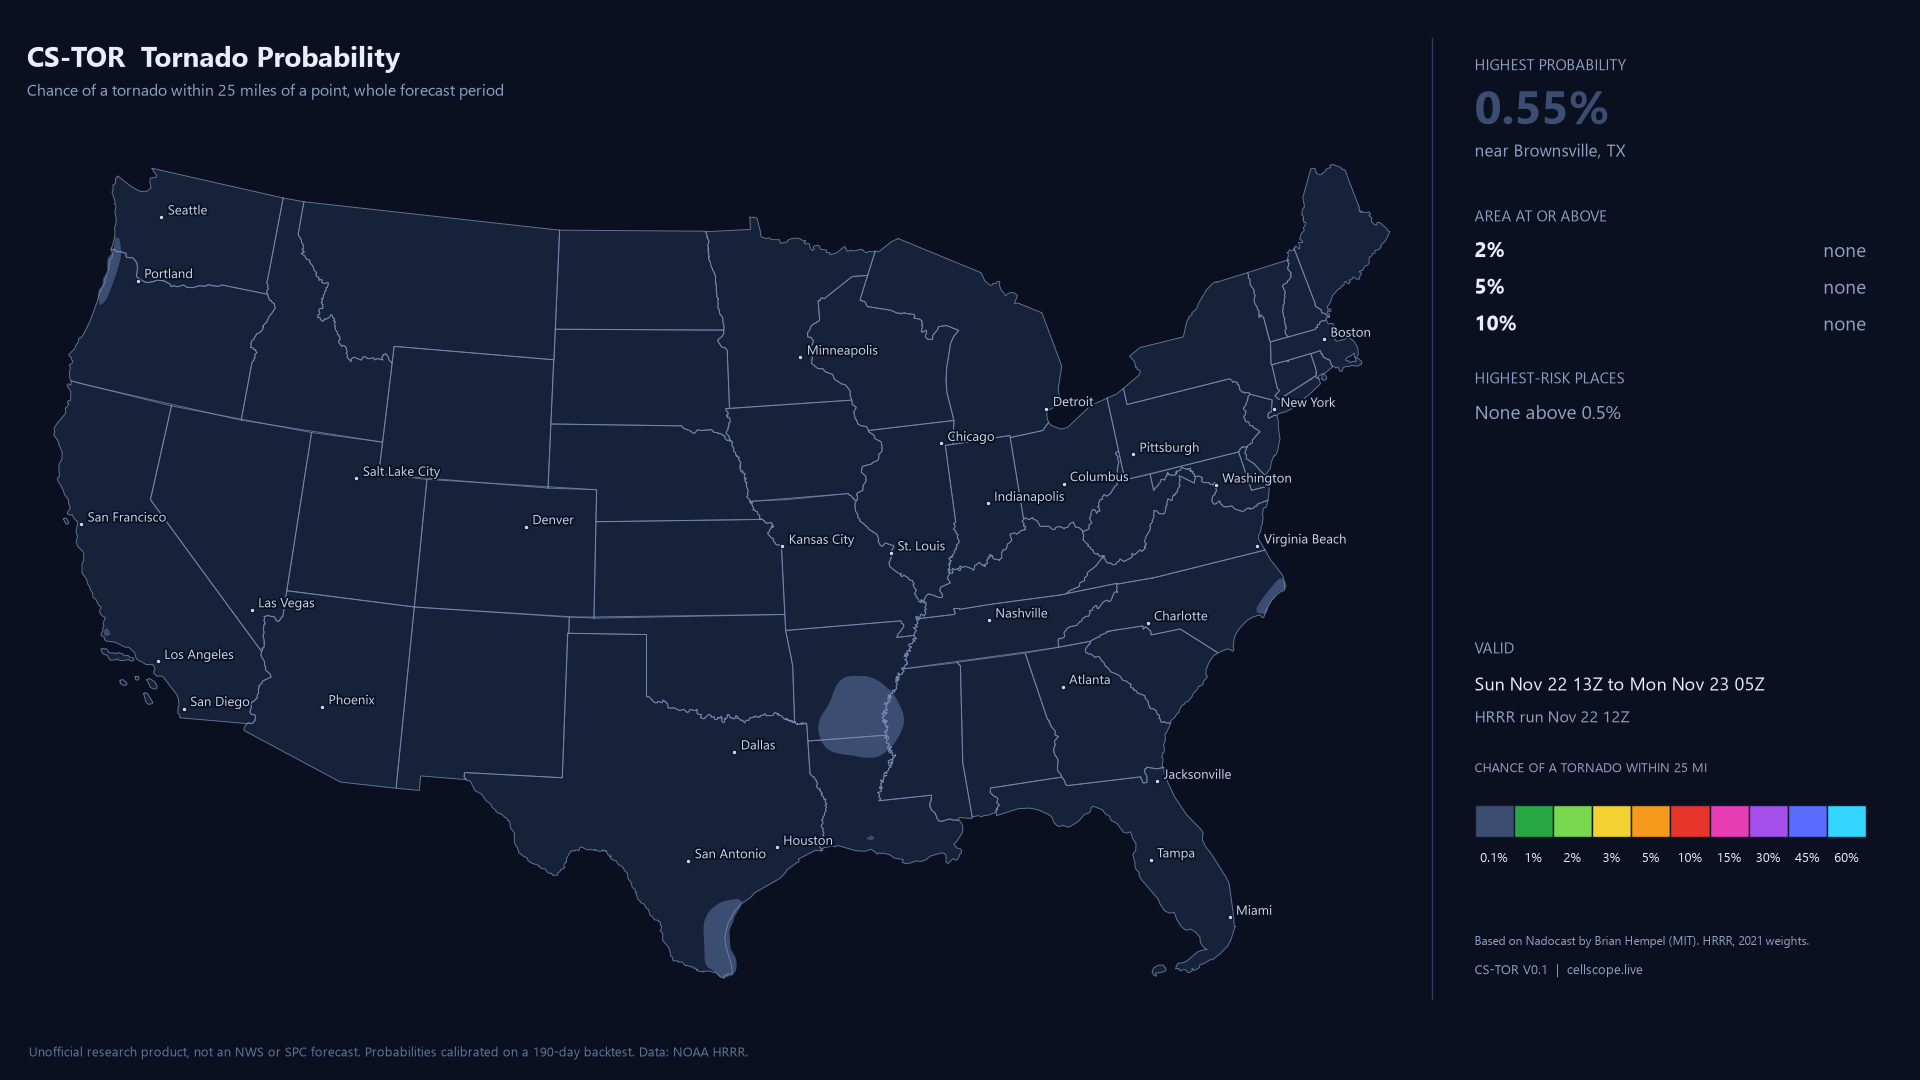 CS-TOR  Tornado Probability
Chance of a tornado within 25 miles of a point, whole forecast period
Seattle
Portland
Minneapolis
Boston
Detroit
New York
Chicago
Pittsburgh
Salt Lake City
Columbus
Washington
Indianapolis
San Francisco
Denver
Kansas City
St. Louis
Virginia Beach
Las Vegas
Nashville
Charlotte
Los Angeles
Atlanta
San Diego
Phoenix
Dallas
Jacksonville
Houston
San Antonio
Tampa
Miami
HIGHEST PROBABILITY
0.55%
near Brownsville, TX
AREA AT OR ABOVE
2% none
5% none
10% none
HIGHEST-RISK PLACES
None above 0.5%
VALID
Sun Nov 22 13Z to Mon Nov 23 05Z
HRRR run Nov 22 12Z
CHANCE OF A TORNADO WITHIN 25 MI
0.1% 1% 2% 3% 5% 10% 15% 30% 45% 60%
Based on Nadocast by Brian Hempel (MIT). HRRR, 2021 weights.
CS-TOR V0.1 | cellscope.live
Unofficial research product, not an NWS or SPC forecast. Probabilities calibrated on a 190-day backtest. Data: NOAA HRRR.